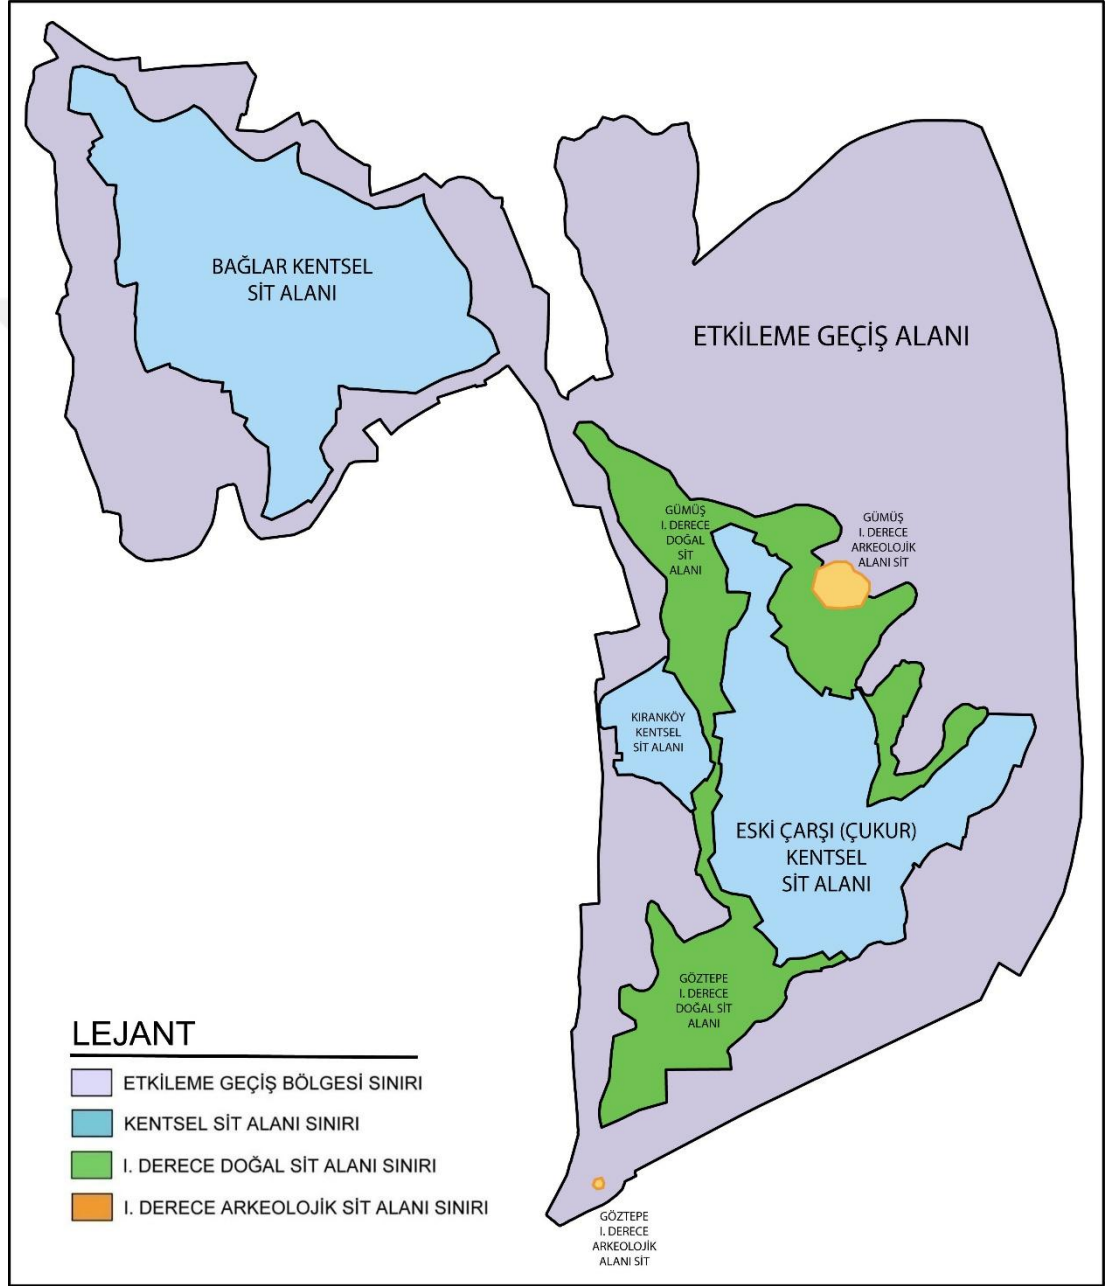 BAĞLAR KENTSEL
SİT ALANI
ETKİLEME GEÇİŞ ALANI
GÜMÜŞ
I. DERECE
DOĞAL
SİT
ALANI
GÜMÜŞ
I. DERECE
ARKEOLOJİK
ALANI SİT
KIRANKÖY
KENTSEL
SİT ALANI
ESKİ ÇARŞI (ÇUKUR)
KENTSEL
SİT ALANI
GÖZTEPE
I. DERECE
DOĞAL SİT
ALANI
LEJANT
ETKİLEME GEÇİŞ BÖLGESİ SINIRI
KENTSEL SİT ALANI SINIRI
I. DERECE DOĞAL SİT ALANI SINIRI
I. DERECE ARKEOLOJİK SİT ALANI SINIRI
GÖZTEPE
I. DERECE
ARKEOLOJİK
ALANI SİT